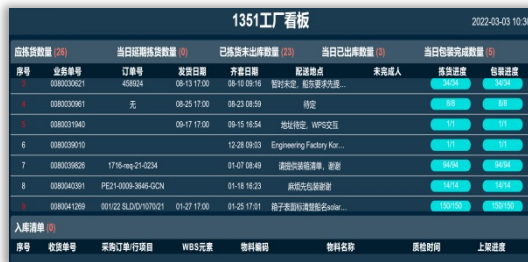 1351工厂看板
2022-03-03 10:36
应拣货数量 (26) 当日延期拣货数量 (0) 已拣货未出库数量 (23) 当日已出库数量 (3) 当日包装完成数量 (5)
序号 业务单号 订单号 发货日期 齐套日期 配送地点 未完成人 拣货进度 包装进度
3 0080030621 458924 08-13 17:00 08-10 09:16 暂时未定，船东要求先提... 34/34 34/34
4 0080030961 无 08-25 17:00 08-23 08:59 待定 8/8 8/8
5 0080031940 09-17 17:00 09-15 16:54 地址待定，WPS交互 1/1 1/1
6 0080039010 12-28 09:03 Engineering Factory Kor... 1/1 1/1
7 0080039826 1716-req-21-0234 01-07 08:49 请提供装箱清单，谢谢 94/94 94/94
8 0080040391 PE21-0009-3646-GCN 01-18 16:23 麻烦先包装谢谢 14/14 14/14
9 0080041269 001/22 SLD/D/1070/21 01-27 17:00 01-25 17:01 箱子表面标清楚船名solar... 150/150 150/150
入库清单 (0)
序号 收货单号 采购订单/行项目 WBS元素 物料编码 物料名称 质检时间 上架进度